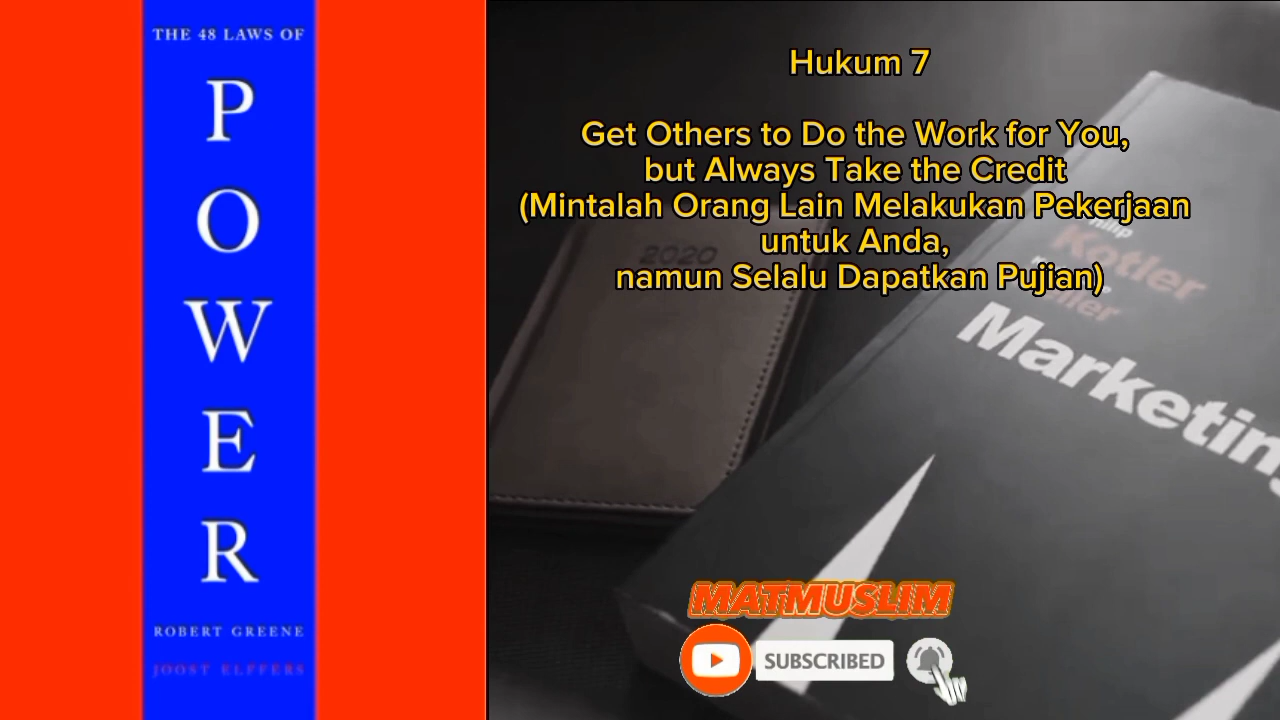 THE 48 LAWS OF
P
O
W
E
R
ROBERT GREENE
JOOST ELFFERS
Hukum 7
Get Others to Do the Work for You,
but Always Take the Credit
(Mintalah Orang Lain Melakukan Pekerjaan
untuk Anda,
namun Selalu Dapatkan Pujian)
2020
Kotler
Marketing
MATMUSLIM
SUBSCRIBED